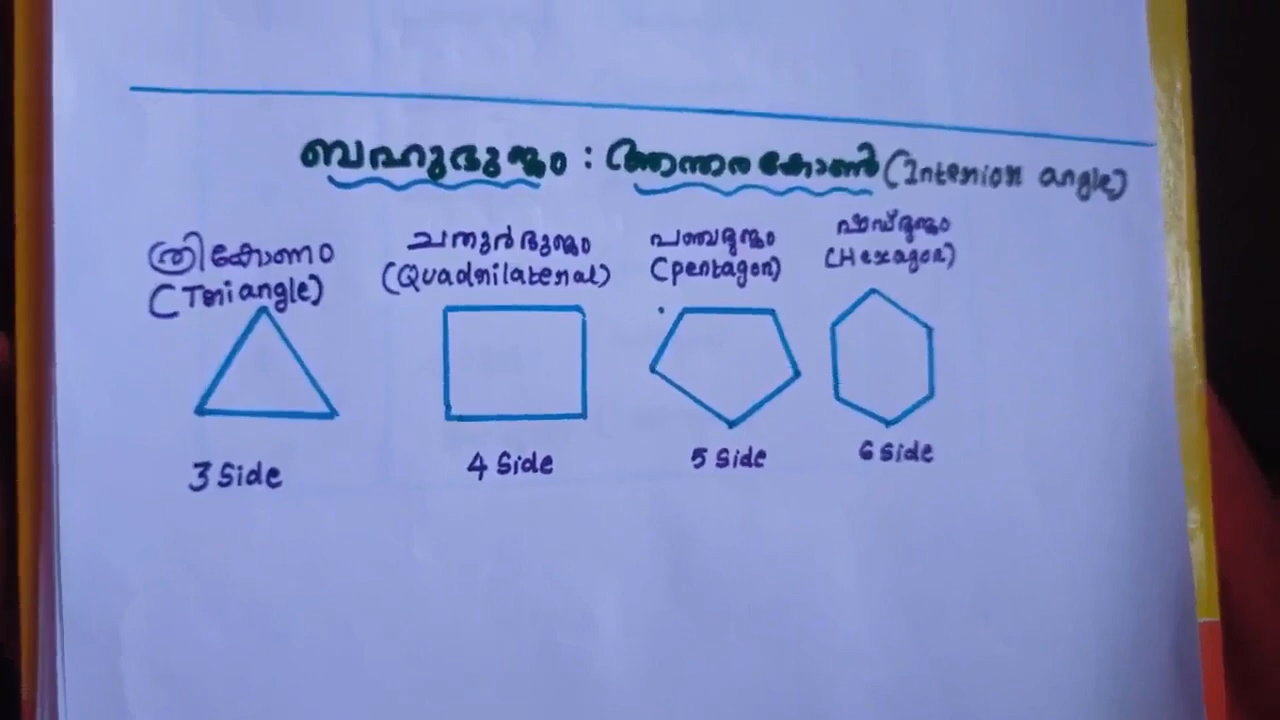 ബഹുഭുജം : ആന്തരകോൺ (Interior angle)
ത്രികോണം
(Triangle)
3 Side
ചതുർഭുജം
(Quadrilateral)
4 Side
പഞ്ചഭുജം
(pentagon)
5 Side
ഷഡ്ഭുജം
(Hexagon)
6 Side